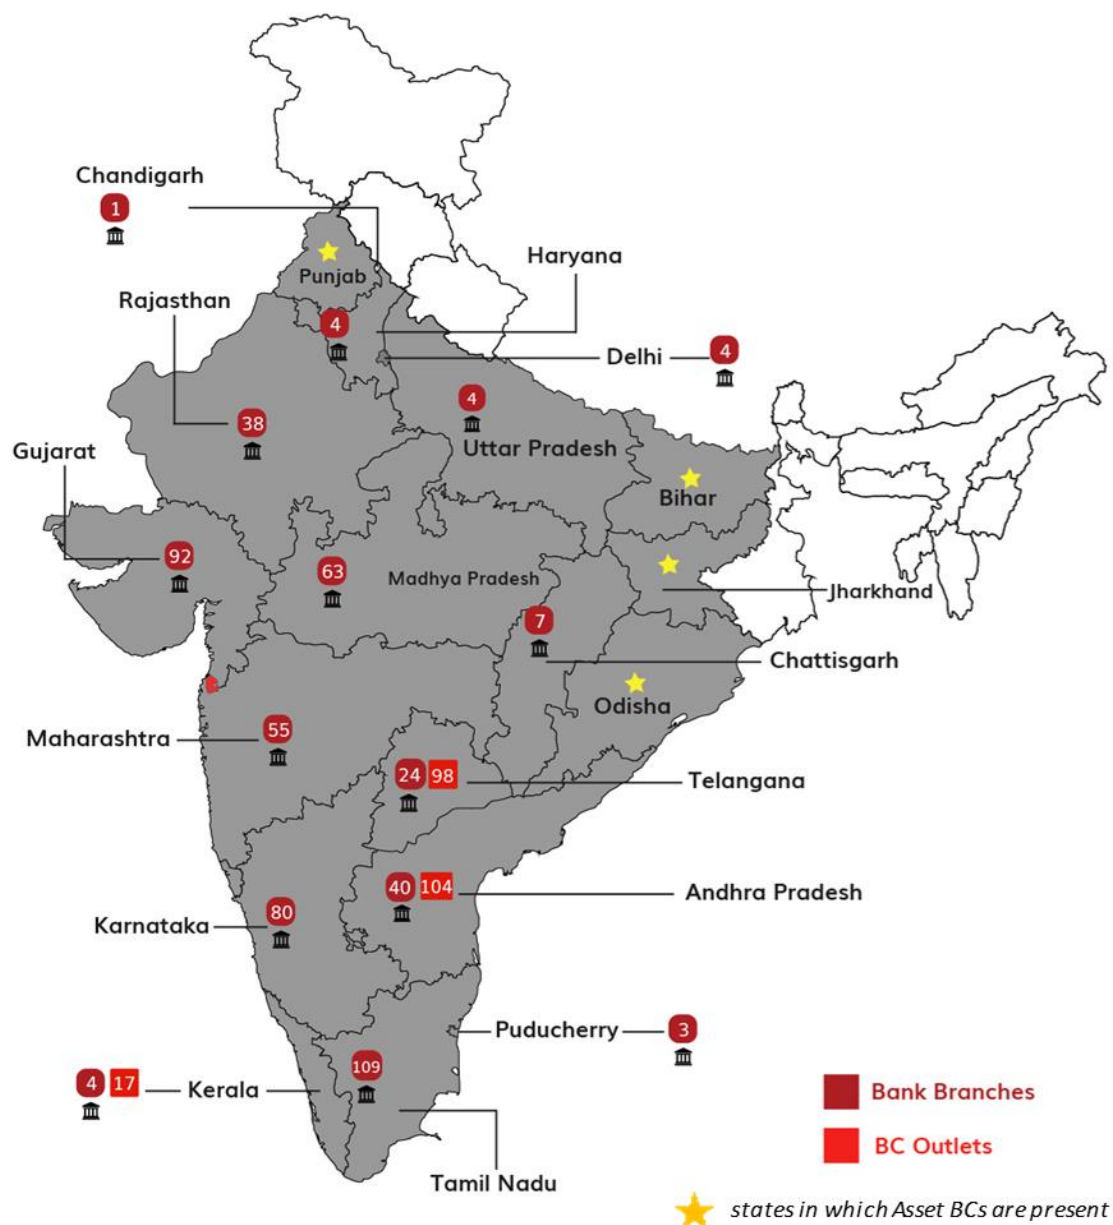 Chandigarh
1
Haryana
Punjab
Rajasthan
4
Delhi
4
4
38
Uttar Pradesh
Gujarat
Bihar
92
63
Madhya Pradesh
Jharkhand
7
Chattisgarh
Odisha
Maharashtra
55
24 98
Telangana
40 104
Andhra Pradesh
80
Karnataka
Puducherry
3
109
4 17
Kerala
Bank Branches
BC Outlets
Tamil Nadu
states in which Asset BCs are present